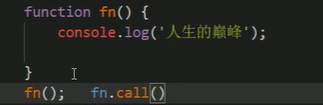 function fn() {
console.log('人生的巅峰');
}
fn(); fn.call()